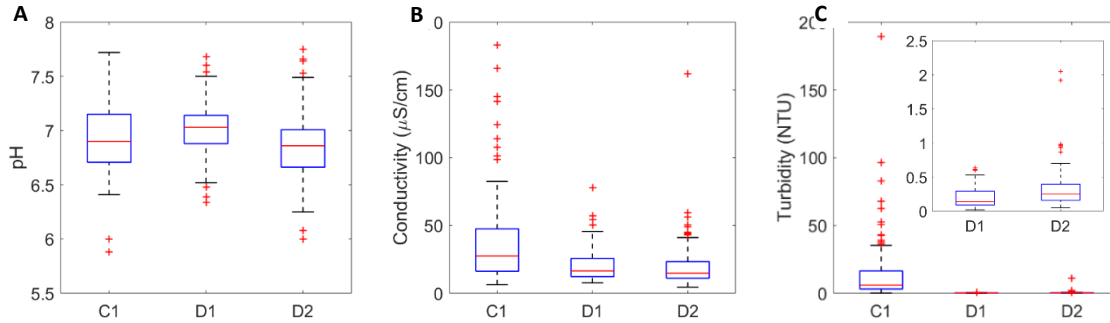 A
8
7.5
7
6.5
6
5.5
pH
C1 D1 D2
B
0
150
100
50
0
Conductivity (μS/cm)
C1 D1 D2
C
200
150
100
50
0
Turbidity (NTU)
C1 D1 D2
2.5
2
1.5
1
0.5
0
D1 D2